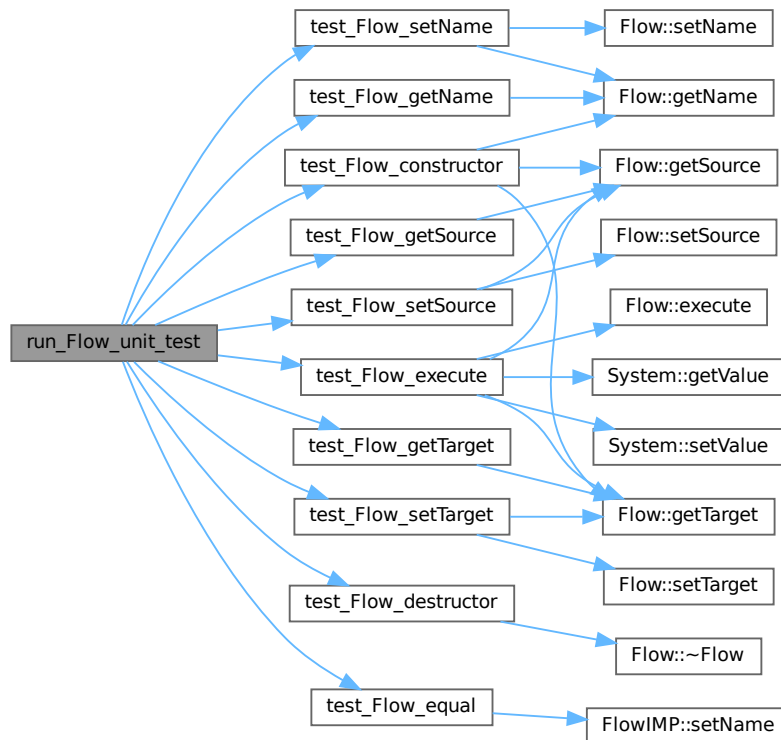 run_Flow_unit_test
test_Flow_setName
test_Flow_getName
test_Flow_constructor
test_Flow_getSource
test_Flow_setSource
test_Flow_execute
test_Flow_getTarget
test_Flow_setTarget
test_Flow_destructor
test_Flow_equal
Flow::setName
Flow::getName
Flow::getSource
Flow::setSource
Flow::execute
System::getValue
System::setValue
Flow::getTarget
Flow::setTarget
Flow::~Flow
FlowIMP::setName